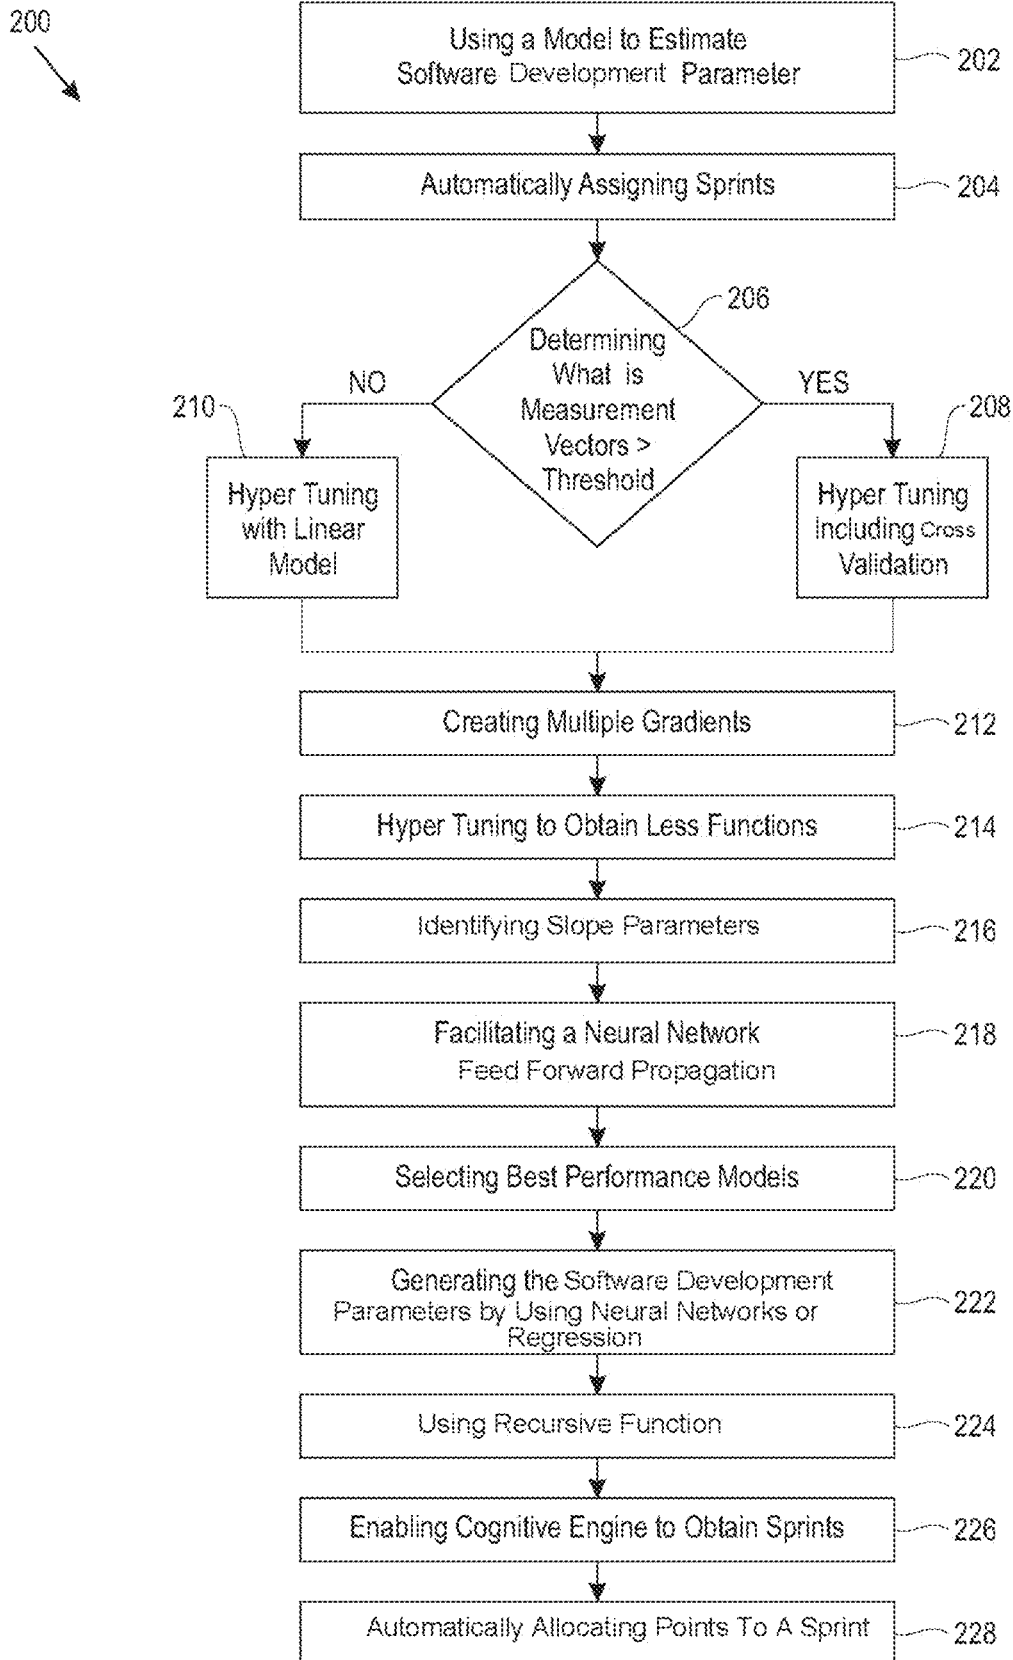 200
Using a Model to Estimate
Software Development Parameter
202
Automatically Assigning Sprints
204
206
Determining
What is
Measurement
Vectors >
Threshold
NO
YES
210
208
Hyper Tuning
with Linear
Model
Hyper Tuning
Including Cross
Validation
Creating Multiple Gradients
212
Hyper Tuning to Obtain Less Functions
214
Identifying Slope Parameters
216
Facilitating a Neural Network
Feed Forward Propagation
218
Selecting Best Performance Models
220
Generating the Software Development
Parameters by Using Neural Networks or
Regression
222
Using Recursive Function
224
Enabling Cognitive Engine to Obtain Sprints
226
Automatically Allocating Points To A Sprint
228